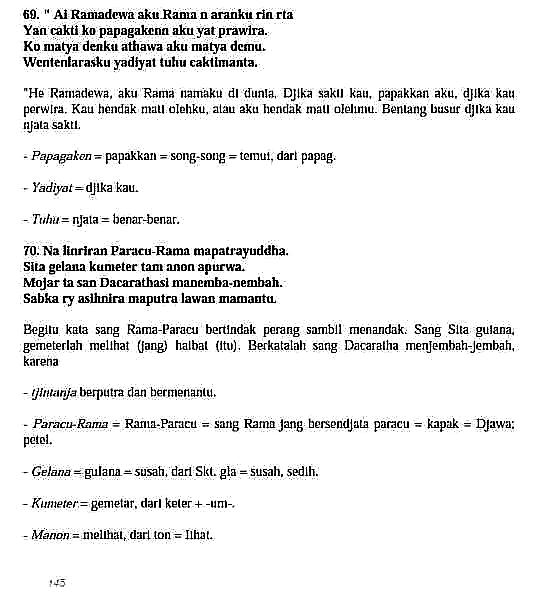 69. " Ai Ramadewa aku Rama n aranku rin rta
Yan cakti ko papagakenn aku yat prawira.
Ko matya denku athawa aku matya demu.
Wententarasku yadiyat tuhu caktimanta.
"He Ramadewa, aku Rama namaku di dunia. Djika sakti kau, papakkan aku, djika kau
perwira. Kau hendak mati olehku, atau aku hendak mati olehmu. Bentang busur djika kau
njata sakti.
- Papagaken = papakkan = song-song = temui, dari papag.
- Yadiyat = djika kau.
- Tuhu = njata = benar-benar.
70. Na linriran Paracu-Rama mapatrayuddha.
Sita gelana kumeter tam anon apurwa.
Mojar ta san Dacarathasi manemba-nembah.
Sabka ry asihnira maputra lawan mamantu.
Begitu kata sang Rama-Paracu bertindak perang sambil menandak. Sang Sita gulana,
gemeterlah melihat (jang) haibat (itu). Berkatalah sang Dacaratha menjembah-jembah,
karena
- tjintanja berputra dan bermenantu.
- Paracu-Rama = Rama-Paracu = sang Rama jang bersendjata paracu = kapak = Djawa;
petel.
- Gelana = gulana = susah, dari Skt. gla = susah, sedih.
- Kumeter = gemetar, dari keter + -um-.
- Manon = melihat, dari ton = lihat.
145